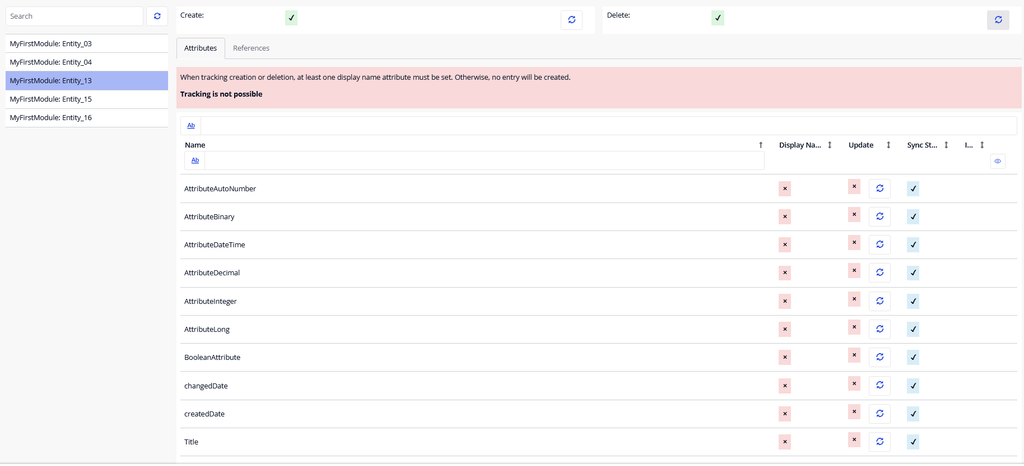 Search
Create:
Delete:
MyFirstModule: Entity_03
MyFirstModule: Entity_04
MyFirstModule: Entity_13
MyFirstModule: Entity_15
MyFirstModule: Entity_16
Attributes References
When tracking creation or deletion, at least one display name attribute must be set. Otherwise, no entry will be created.
Tracking is not possible
Ab
Name Display Na... Update Sync St... I...
Ab
AttributeAutoNumber
AttributeBinary
AttributeDateTime
AttributeDecimal
AttributeInteger
AttributeLong
BooleanAttribute
changedDate
createdDate
Title